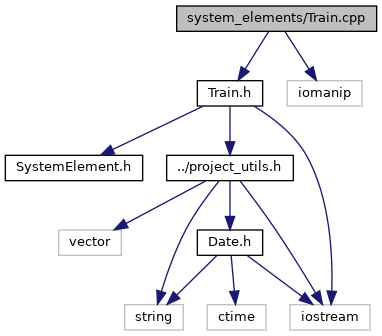 system_elements/Train.cpp
Train.h
iomanip
SystemElement.h
../project_utils.h
vector
Date.h
string
ctime
iostream